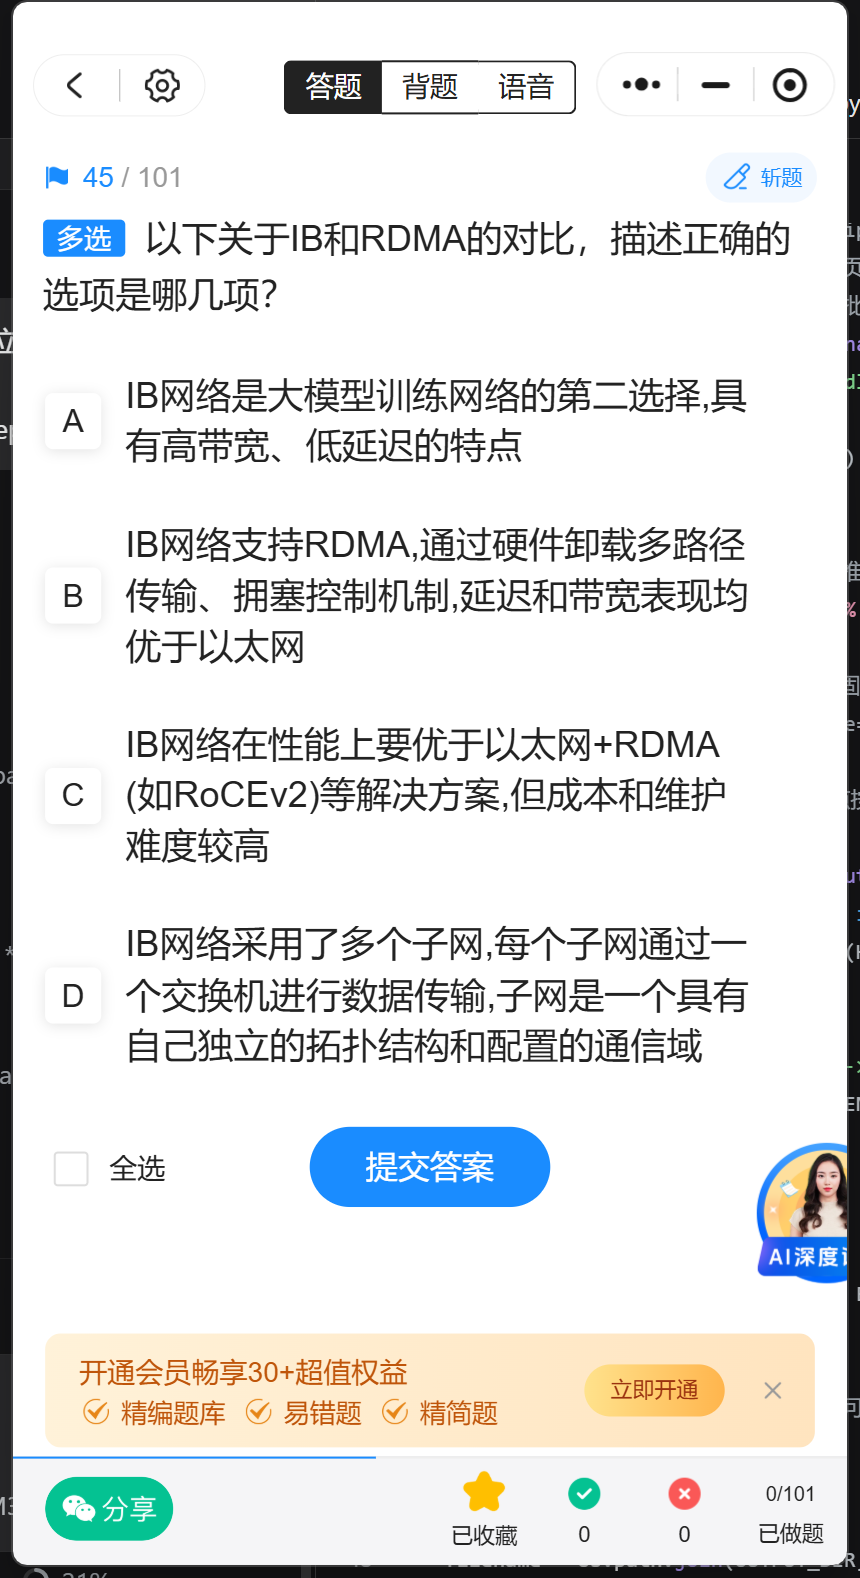 答题 背题 语音
45 / 101
斩题
多选 以下关于IB和RDMA的对比，描述正确的
选项是哪几项？
A IB网络是大模型训练网络的第二选择,具
有高带宽、低延迟的特点
B IB网络支持RDMA,通过硬件卸载多路径
传输、拥塞控制机制,延迟和带宽表现均
优于以太网
C IB网络在性能上要优于以太网+RDMA
(如RoCEv2)等解决方案,但成本和维护
难度较高
D IB网络采用了多个子网,每个子网通过一
个交换机进行数据传输,子网是一个具有
自己独立的拓扑结构和配置的通信域
全选 提交答案
AI深度
开通会员畅享30+超值权益
精编题库 易错题 精简题
立即开通
分享
已收藏
0
0
0/101
已做题